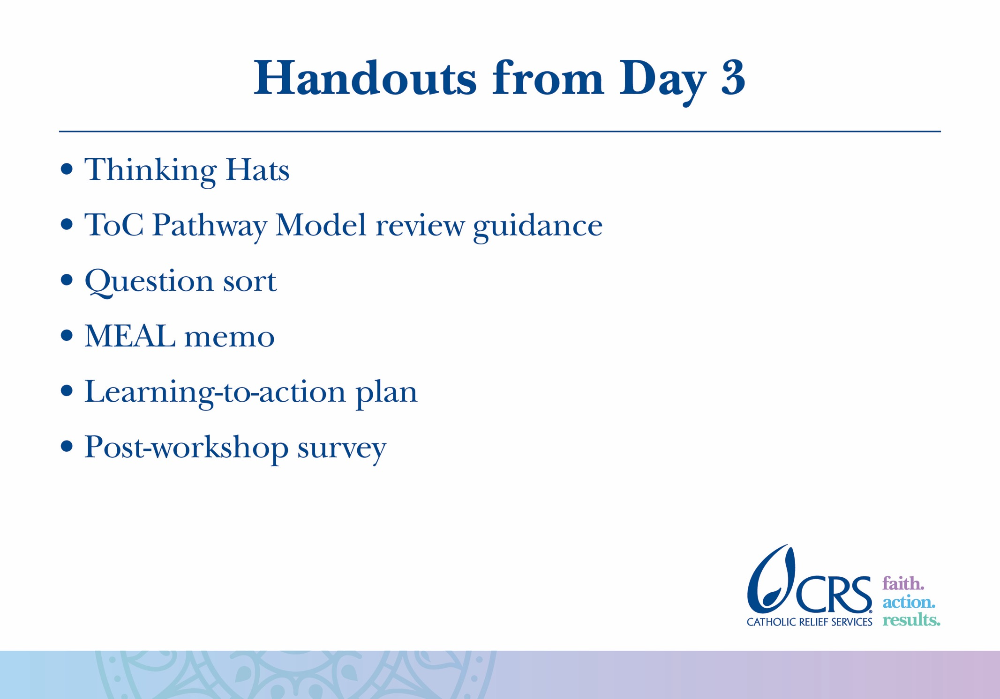 Handouts from Day 3
• Thinking Hats
• ToC Pathway Model review guidance
• Question sort
• MEAL memo
• Learning-to-action plan
• Post-workshop survey
CRS®
CATHOLIC RELIEF SERVICES
faith.
action.
results.